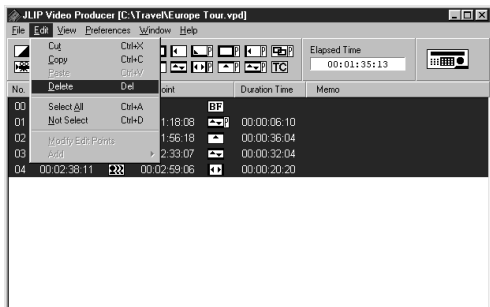 JLIP Video Producer [C:\Travel\Europe Tour.vpd]
File Edit View Preferences Window Help
Cut Ctrl+X
Copy Ctrl+C
Paste Ctrl+V
Delete Del
Select All Ctrl+A
Not Select Ctrl+D
Modify Edit Points
Add
P P P P
P P P TC
Elapsed Time
00:01:35:13
No. oint Duration Time Memo
00 BF
01 1:18:08 P 00:00:06:10
02 1:56:18 00:00:36:04
03 2:33:07 00:00:32:04
04 00:02:38:11 00:02:59:06 00:00:20:20